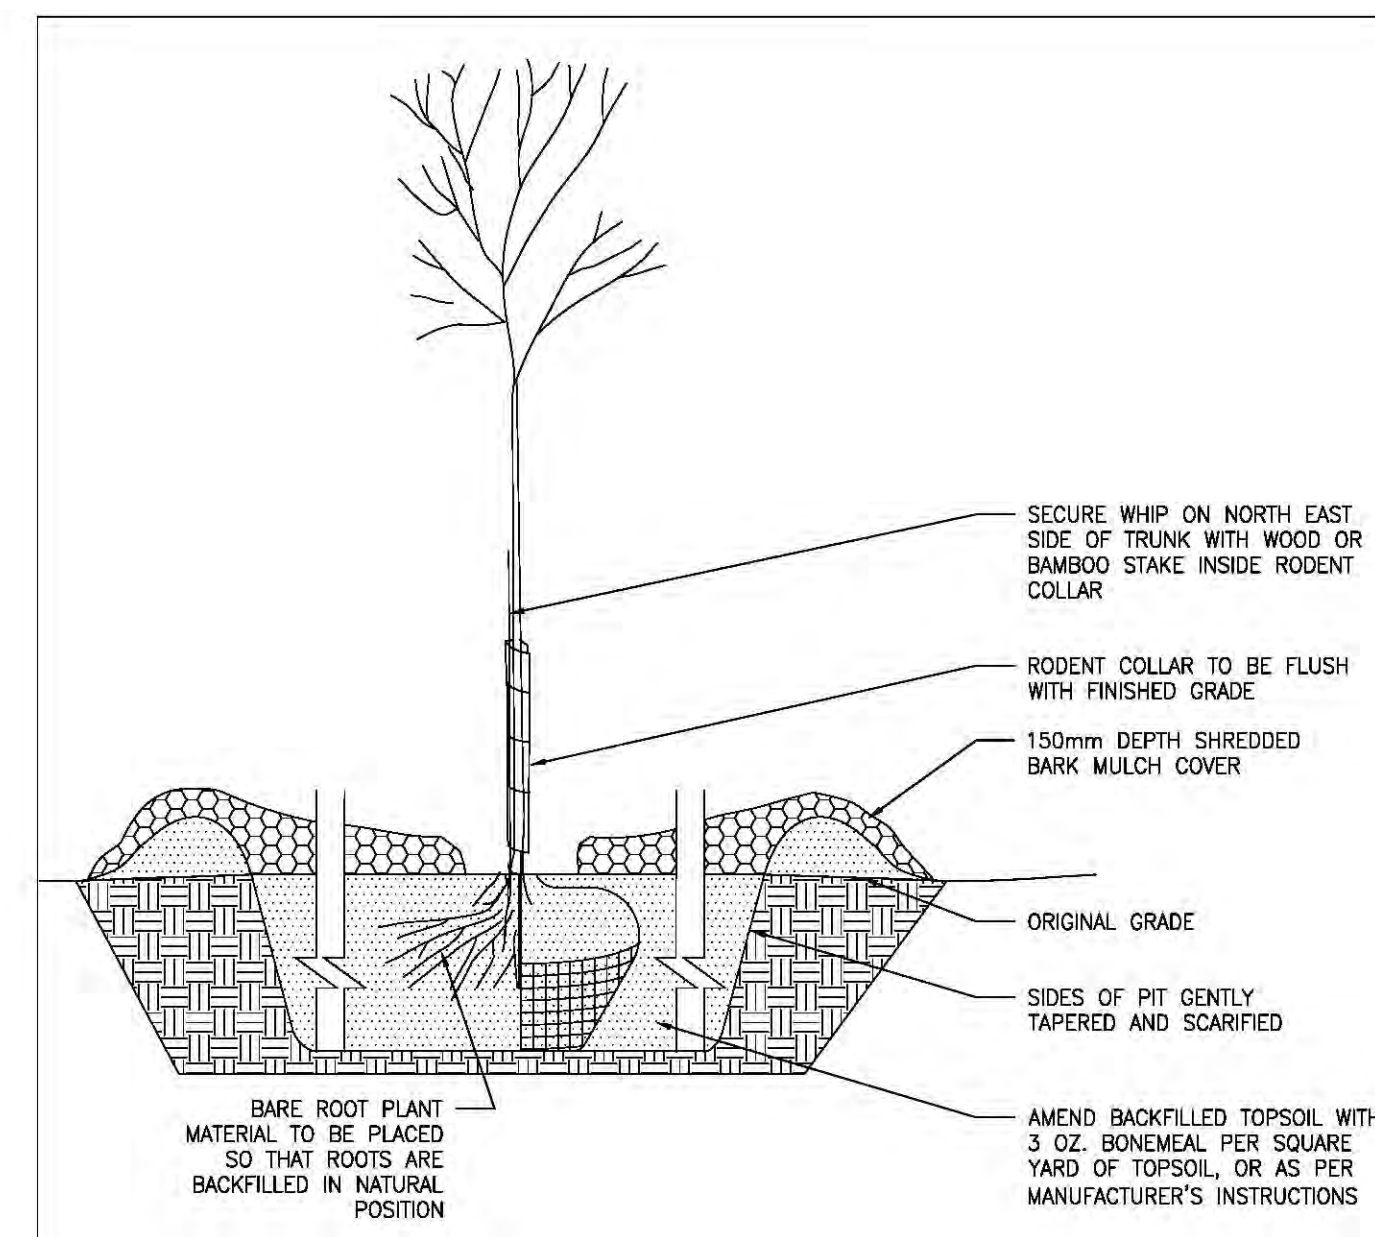 SECURE WHIP ON NORTH EAST
SIDE OF TRUNK WITH WOOD OR
BAMBOO STAKE INSIDE RODENT
COLLAR
RODENT COLLAR TO BE FLUSH
WITH FINISHED GRADE
150mm DEPTH SHREDDED
BARK MULCH COVER
ORIGINAL GRADE
SIDES OF PIT GENTLY
TAPERED AND SCARIFIED
AMEND BACKFILLED TOPSOIL WITH
3 OZ. BONEMEAL PER SQUARE
YARD OF TOPSOIL, OR AS PER
MANUFACTURER'S INSTRUCTIONS
BARE ROOT PLANT
MATERIAL TO BE PLACED
SO THAT ROOTS ARE
BACKFILLED IN NATURAL
POSITION